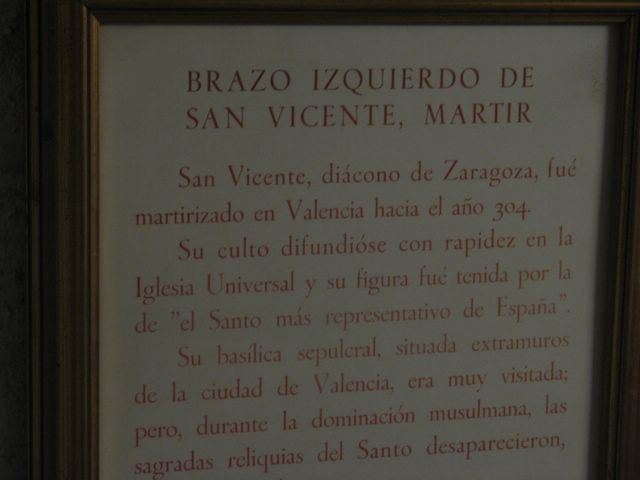 BRAZO IZQUIERDO DE
SAN VICENTE, MARTIR
San Vicente, diácono de Zaragoza, fué
martirizado en Valencia hacia el año 304.
Su culto difundióse con rapidez en la
Iglesia Universal y su figura fué tenida por la
de "el Santo más representativo de España".
Su basílica sepulcral, situada extramuros
de la ciudad de Valencia, era muy visitada;
pero, durante la dominación musulmana, las
sagradas reliquias del Santo desaparecieron,